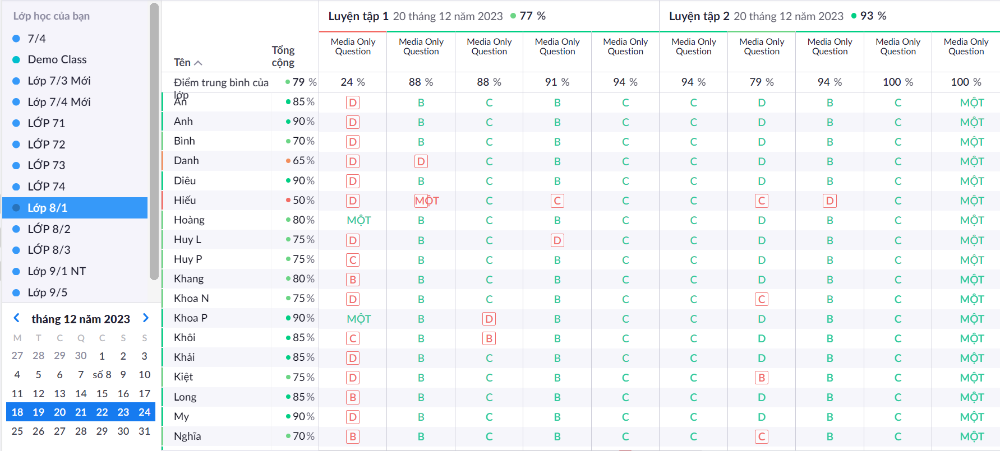 Lớp học của bạn
7/4
Demo Class
Lớp 7/3 Mới
Lớp 7/4 Mới
LỚP 71
LỚP 72
LỚP 73
LỚP 74
Lớp 8/1
LỚP 8/2
LỚP 8/3
Lớp 9/1 NT
Lớp 9/5
tháng 12 năm 2023
M T C Q C S S
27 28 29 30 1 2 3
4 5 6 7 số 8 9 10
11 12 13 14 15 16 17
18 19 20 21 22 23 24
25 26 27 28 29 30 31
Luyện tập 1 20 tháng 12 năm 2023 77 % Luyện tập 2 20 tháng 12 năm 2023 93 %
Tên Tổng cộng Media Only Question Media Only Question Media Only Question Media Only Question Media Only Question Media Only Question Media Only Question Media Only Question Media Only Question Media Only Question
Điểm trung bình của lớp 79 % 24 % 88 % 88 % 91 % 94 % 94 % 79 % 94 % 100 % 100 %
An 85% D B C B C C D B C MỘT
Anh 90% D B C B C C D B C MỘT
Bình 70% D B C B C C D B C MỘT
Danh 65% D D C B C C D B C MỘT
Diêu 90% D B C B C C D B C MỘT
Hiếu 50% D MỘT C C C C C D C MỘT
Hoàng 80% MỘT B C B C C D B C MỘT
Huy L 75% D B C D C C D B C MỘT
Huy P 75% C B C B C C D B C MỘT
Khang 80% B B C B C C D B C MỘT
Khoa N 75% D B C B C C C B C MỘT
Khoa P 90% MỘT B D B C C D B C MỘT
Khôi 85% C B B B C C D B C MỘT
Khải 85% D B C B C C D B C MỘT
Kiệt 75% D B C B C C B B C MỘT
Long 85% B B C B C C D B C MỘT
My 90% D B C B C C D B C MỘT
Nghĩa 70% B B C B C C C B C MỘT